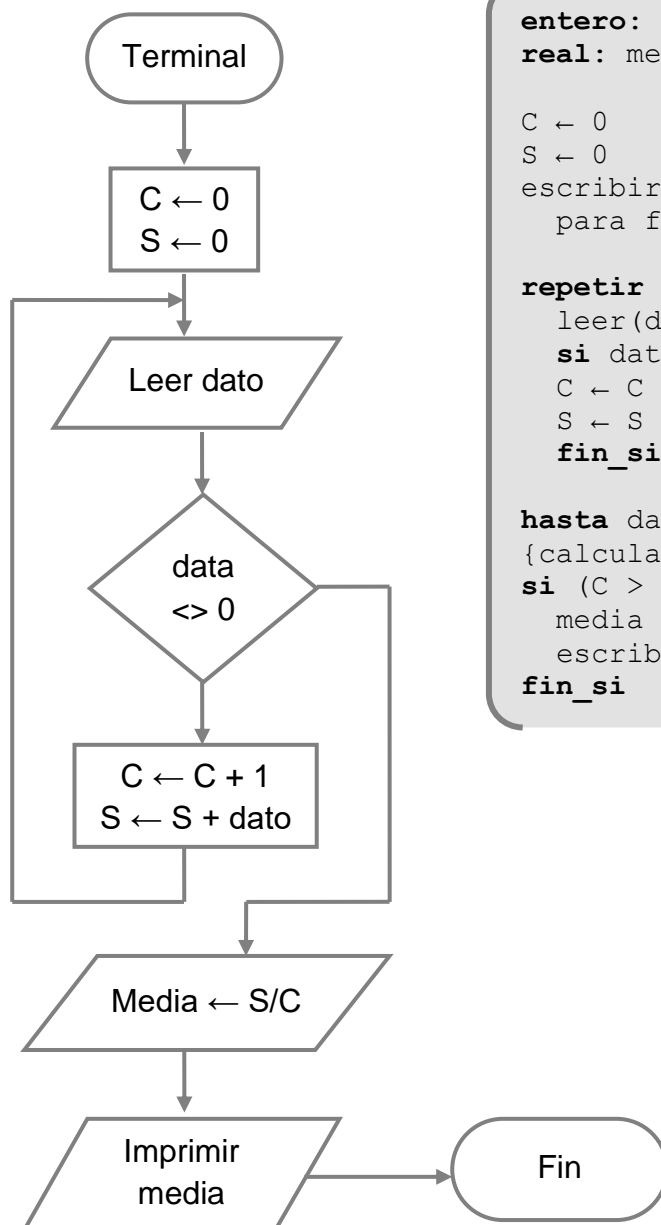 Terminal
C ← 0
S ← 0
Leer dato
data
<> 0
C ← C + 1
S ← S + dato
Media ← S/C
Imprimir
media
Fin
entero:
real: me
C ← 0
S ← 0
escribir
para f
repetir
leer(d
si dat
C ← C
S ← S
fin_si
hasta da
{calcula
si (C >
media
escrib
fin_si